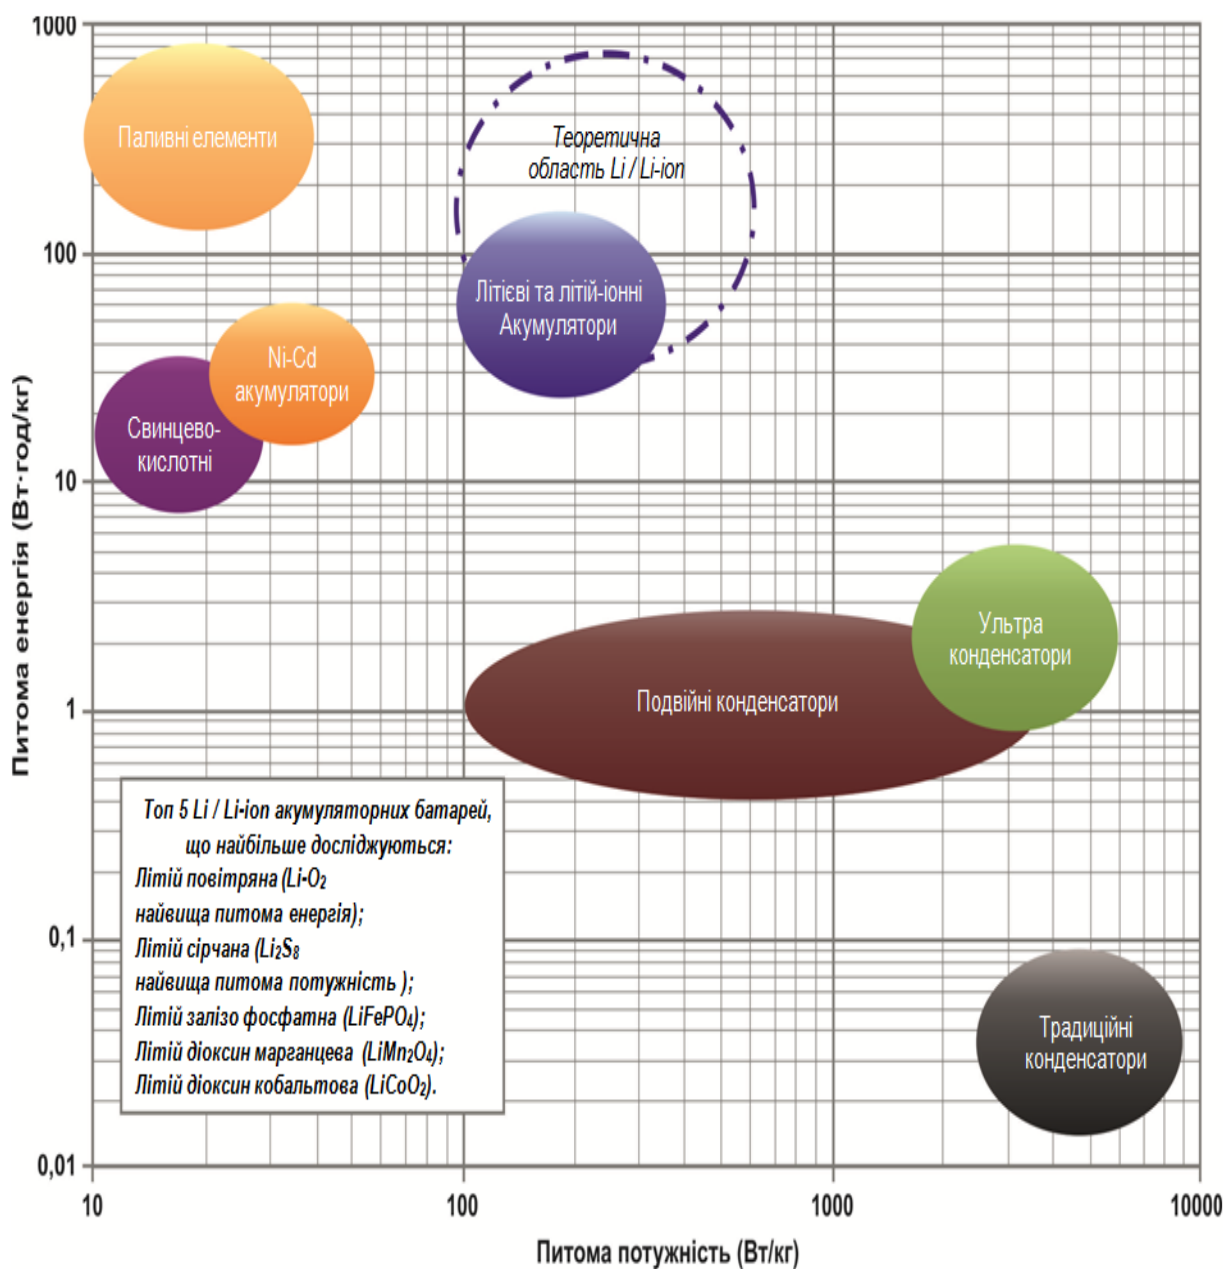 1000
Паливні елементи
Теоретична
область Li / Li-ion
100
Літієві та літій-іонні
Акумулятори
Ni-Cd
акумулятори
Свинцево-
кислотні
10
Ультра
конденсатори
Подвійні конденсатори
1
Питома енергія (Вт·год/кг)
Топ 5 Li / Li-ion акумуляторних батарей,
що найбільше досліджуються:
Літій повітряна (Li-O₂
найвища питома енергія);
Літій сірчана (Li₂S₈
найвища питома потужність );
Літій залізо фосфатна (LiFePO₄);
Літій діоксин марганцева (LiMn₂O₄);
Літій діоксин кобальтова (LiCoO₂).
0,1
Традиційні
конденсатори
0,01
10 100 1000 10000
Питома потужність (Вт/кг)